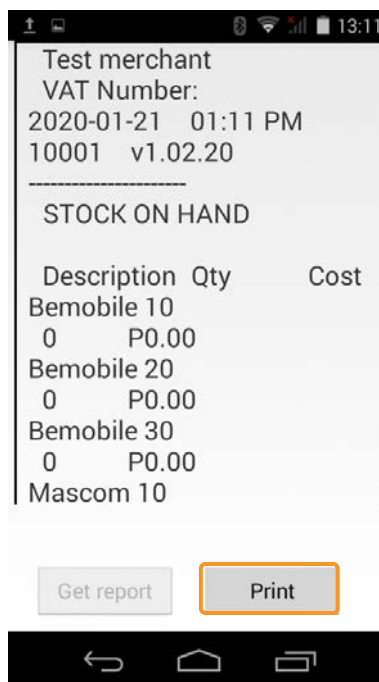 13:11
Test merchant
VAT Number:
2020-01-21 01:11 PM
10001 v1.02.20
----------------------
STOCK ON HAND
Description Qty Cost
Bemobile 10
0 P0.00
Bemobile 20
0 P0.00
Bemobile 30
0 P0.00
Mascom 10
Get report Print